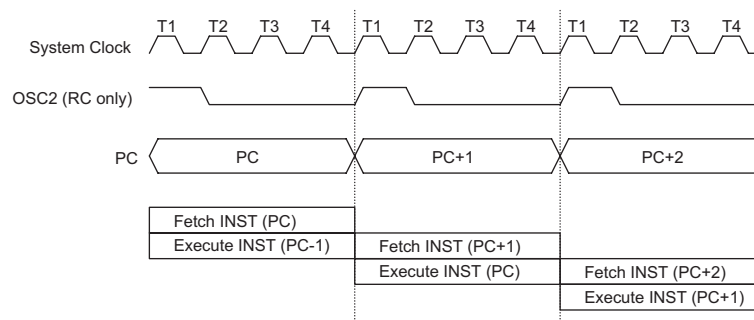 T1 T2 T3 T4 T1 T2 T3 T4 T1 T2 T3 T4
System Clock
OSC2 (RC only)
PC PC PC+1 PC+2
Fetch INST (PC)
Execute INST (PC-1) Fetch INST (PC+1)
Execute INST (PC) Fetch INST (PC+2)
Execute INST (PC+1)